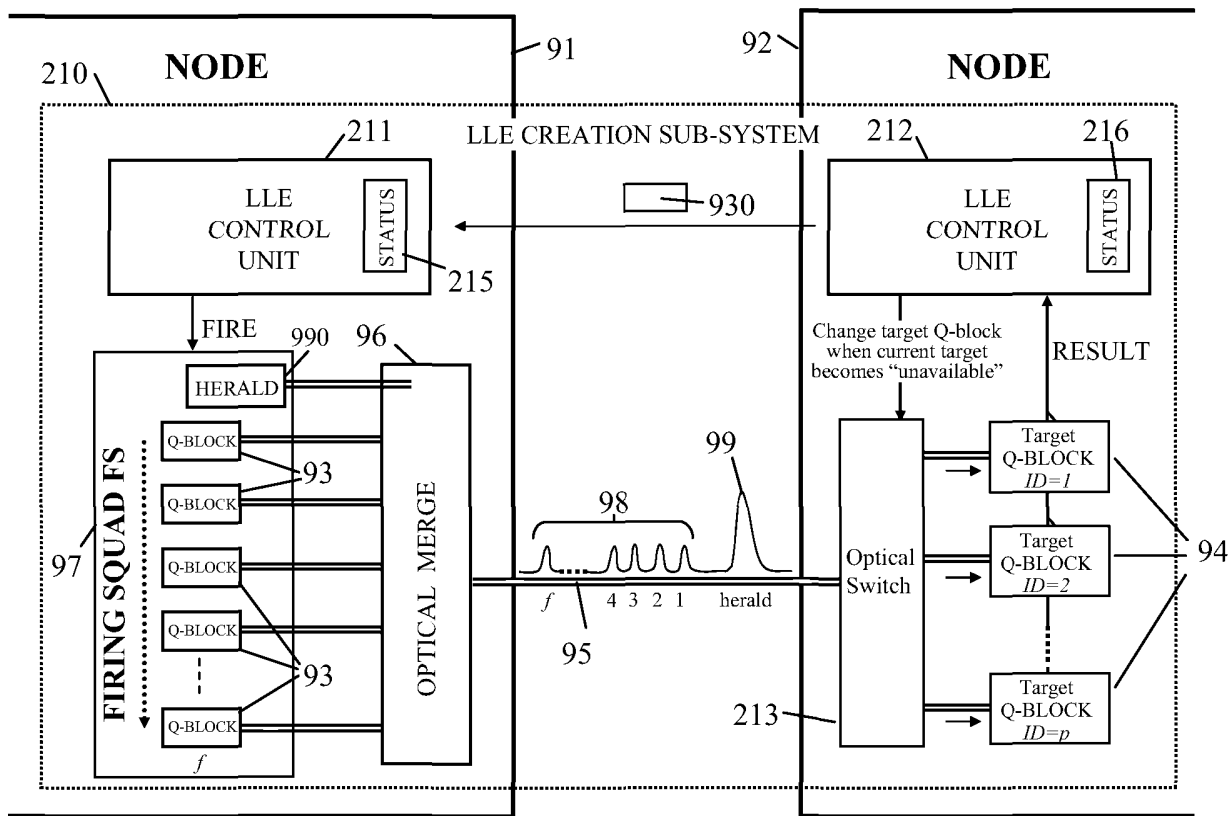 91
92
NODE
NODE
210
LLE CREATION SUB-SYSTEM
211
212
216
LLE
CONTROL
UNIT
STATUS
215
930
LLE
CONTROL
UNIT
STATUS
FIRE
990
96
Change target Q-block
when current target
becomes “unavailable”
RESULT
HERALD
Q-BLOCK
93
Q-BLOCK
Q-BLOCK
Q-BLOCK
93
Q-BLOCK
f
97
FIRING SQUAD FS
OPTICAL MERGE
98
99
f
4 3 2 1
herald
95
Optical
Switch
213
Target
Q-BLOCK
ID=1
Target
Q-BLOCK
ID=2
94
Target
Q-BLOCK
ID=p